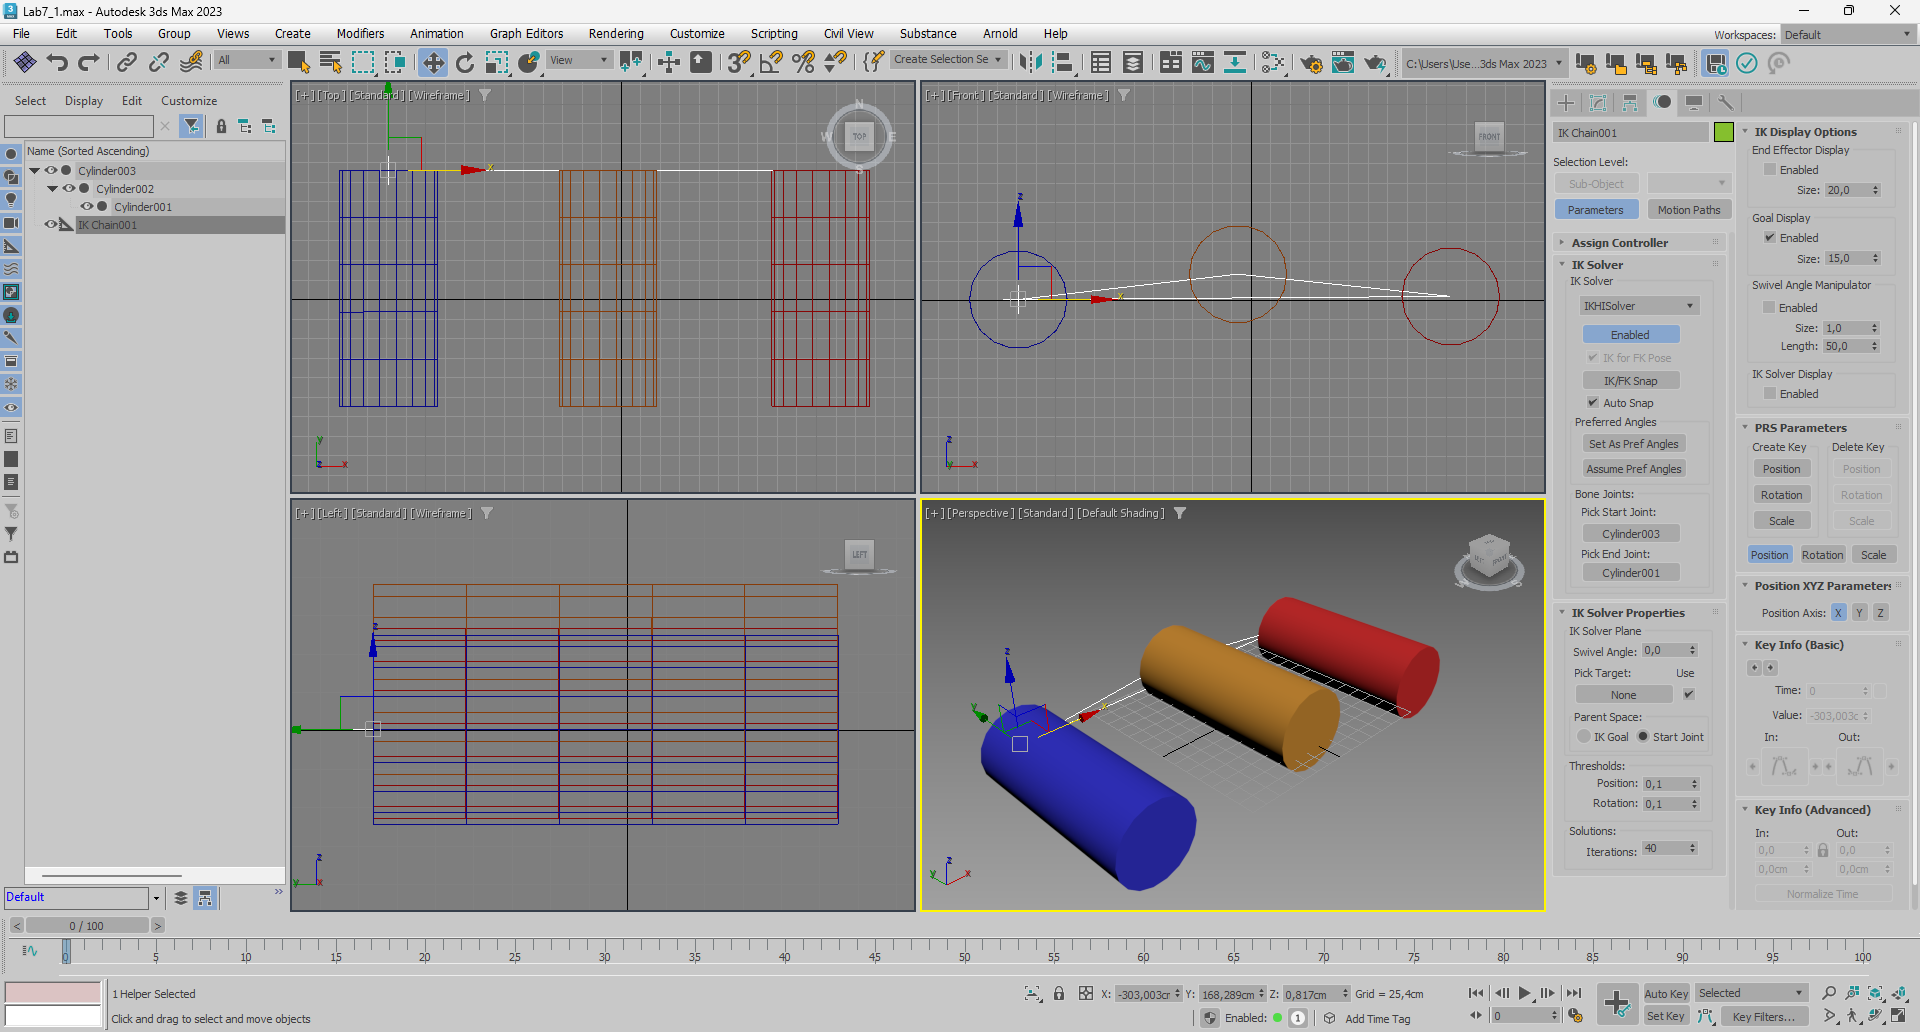 Lab7_1.max - Autodesk 3ds Max 2023
File Edit Tools Group Views Create Modifiers Animation Graph Editors Rendering Customize Scripting Civil View Substance Arnold Help
Workspaces: Default
All View Create Selection Se C:\Users\Use...3ds Max 2023
Select Display Edit Customize
Name (Sorted Ascending)
Cylinder003
Cylinder002
Cylinder001
IK Chain001
Default
[+] [Top] [Standard] [Wireframe]
N
W TOP E
S
x
y
z x
[+] [Front] [Standard] [Wireframe]
FRONT
z
x
z
y x
[+] [Left] [Standard] [Wireframe]
LEFT
z
z
y x
[+] [Perspective] [Standard] [Default Shading]
z
y x
z
y x
IK Chain001
Selection Level:
Sub-Object
Parameters Motion Paths
Assign Controller
IK Solver
IK Solver
IKHISolver
Enabled
IK for FK Pose
IK/FK Snap
Auto Snap
Preferred Angles
Set As Pref Angles
Assume Pref Angles
Bone Joints:
Pick Start Joint:
Cylinder003
Pick End Joint:
Cylinder001
IK Solver Properties
IK Solver Plane
Swivel Angle: 0,0
Pick Target: Use
None
Parent Space:
IK Goal Start Joint
Thresholds:
Position: 0,1
Rotation: 0,1
Solutions:
Iterations: 40
IK Display Options
End Effector Display
Enabled
Size: 20,0
Goal Display
Enabled
Size: 15,0
Swivel Angle Manipulator
Enabled
Size: 1,0
Length: 50,0
IK Solver Display
Enabled
PRS Parameters
Create Key Delete Key
Position Position
Rotation Rotation
Scale Scale
Position Rotation Scale
Position XYZ Parameters
Position Axis: X Y Z
Key Info (Basic)
Time: 0
Value: -303,003c
In: Out:
Key Info (Advanced)
In: Out:
0,0 0,0
0,0cm 0,0cm
Normalize Time
< 0 / 100 >
0 5 10 15 20 25 30 35 40 45 50 55 60 65 70 75 80 85 90 95 100
1 Helper Selected
Click and drag to select and move objects
X: -303,003cr Y: 168,289cm Z: 0,817cm Grid = 25,4cm
Enabled: 1 Add Time Tag
0
Auto Key Selected
Set Key Key Filters...